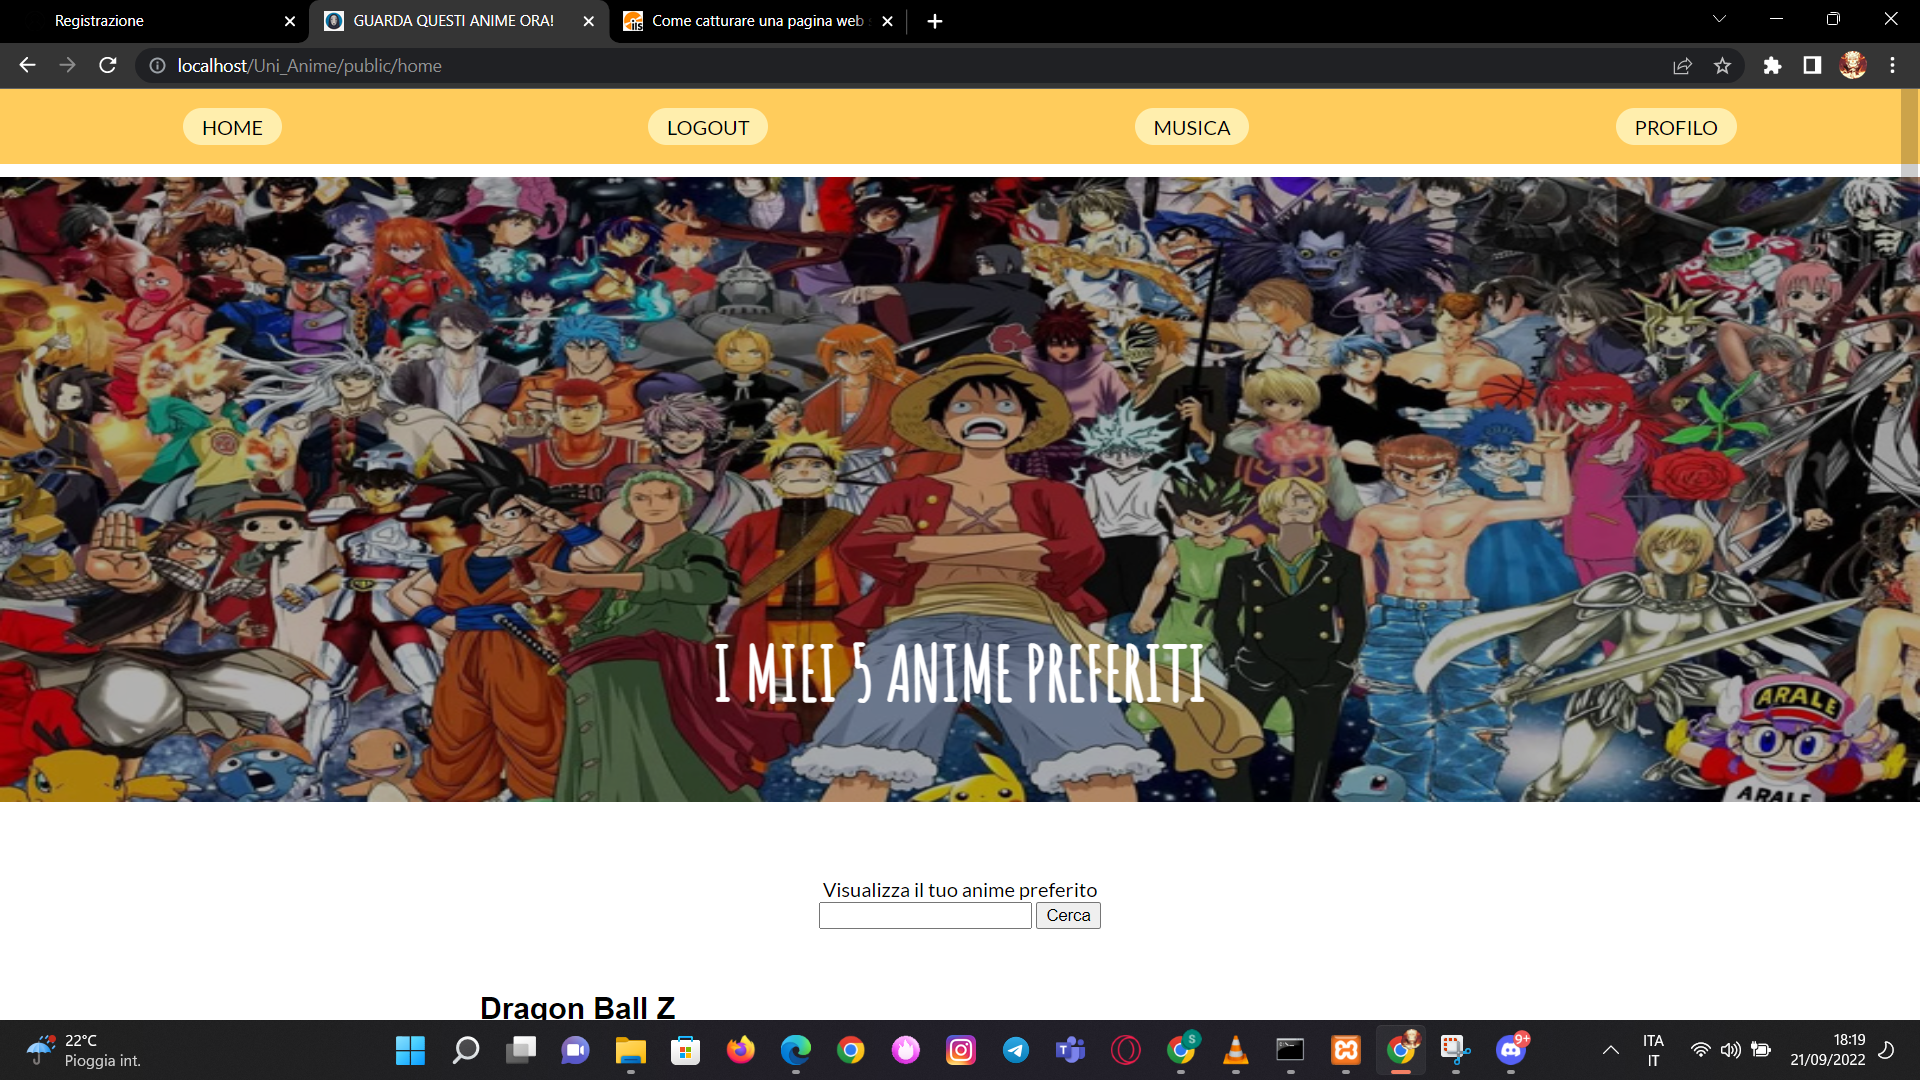 Registrazione
GUARDA QUESTI ANIME ORA!
Come catturare una pagina web
localhost/Uni_Anime/public/home
HOME
LOGOUT
MUSICA
PROFILO
I MIEI 5 ANIME PREFERITI
ARALE
ARALE
Visualizza il tuo anime preferito
Cerca
Dragon Ball Z
22°C
Pioggia int.
S
9+
ITA
IT
18:19
21/09/2022